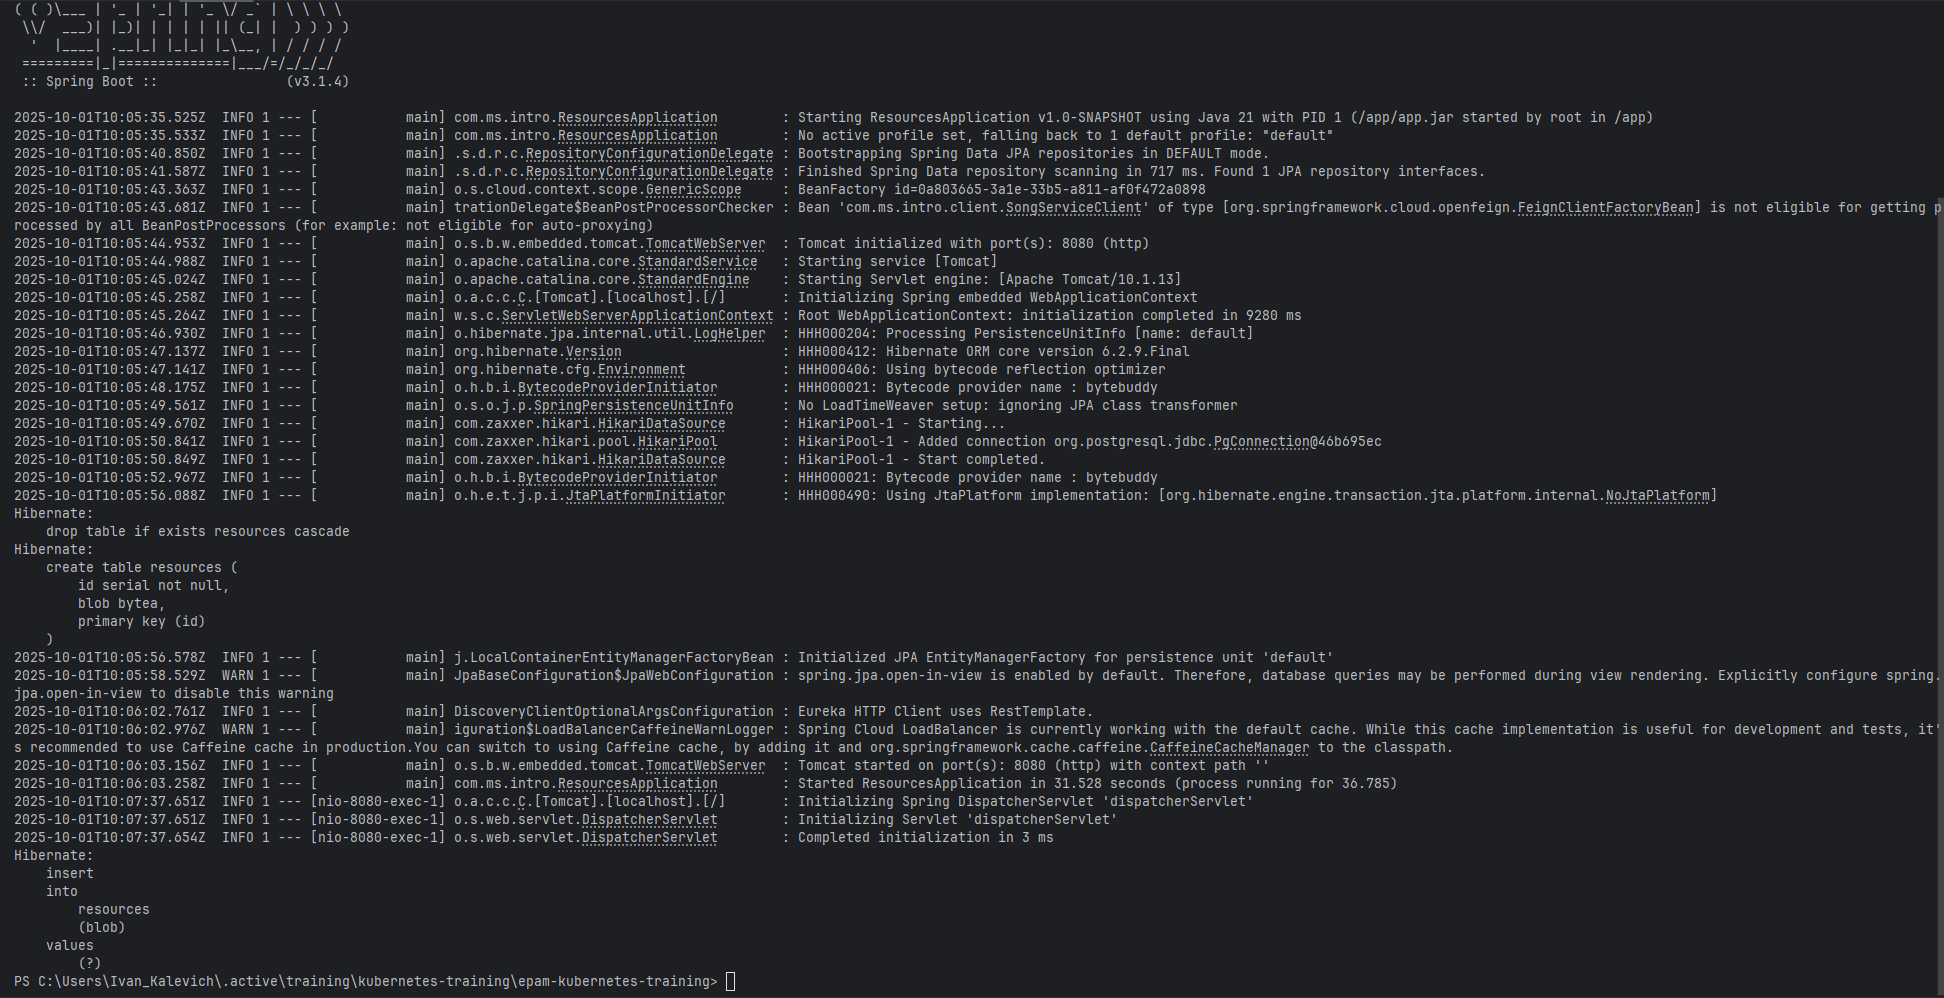 ( ( )\___ | '_ | '_| | '_ \/ _` | \ \ \ \
 \\/  ___)| |_)| | | | | || (_| |  ) ) ) )
  '  |____| .__|_| |_|_| |_\__, | / / / /
 =========|_|==============|___/=/_/_/_/
 :: Spring Boot ::                (v3.1.4)
2025-10-01T10:05:35.525Z  INFO 1 --- [           main] com.ms.intro.ResourcesApplication        : Starting ResourcesApplication v1.0-SNAPSHOT using Java 21 with PID 1 (/app/app.jar started by root in /app)
2025-10-01T10:05:35.533Z  INFO 1 --- [           main] com.ms.intro.ResourcesApplication        : No active profile set, falling back to 1 default profile: "default"
2025-10-01T10:05:40.850Z  INFO 1 --- [           main] .s.d.r.c.RepositoryConfigurationDelegate : Bootstrapping Spring Data JPA repositories in DEFAULT mode.
2025-10-01T10:05:41.587Z  INFO 1 --- [           main] .s.d.r.c.RepositoryConfigurationDelegate : Finished Spring Data repository scanning in 717 ms. Found 1 JPA repository interfaces.
2025-10-01T10:05:43.363Z  INFO 1 --- [           main] o.s.cloud.context.scope.GenericScope     : BeanFactory id=0a803665-3a1e-33b5-a811-af0f472a0898
2025-10-01T10:05:43.681Z  INFO 1 --- [           main] trationDelegate$BeanPostProcessorChecker : Bean 'com.ms.intro.client.SongServiceClient' of type [org.springframework.cloud.openfeign.FeignClientFactoryBean] is not eligible for getting p
rocessed by all BeanPostProcessors (for example: not eligible for auto-proxying)
2025-10-01T10:05:44.953Z  INFO 1 --- [           main] o.s.b.w.embedded.tomcat.TomcatWebServer  : Tomcat initialized with port(s): 8080 (http)
2025-10-01T10:05:44.988Z  INFO 1 --- [           main] o.apache.catalina.core.StandardService   : Starting service [Tomcat]
2025-10-01T10:05:45.024Z  INFO 1 --- [           main] o.apache.catalina.core.StandardEngine    : Starting Servlet engine: [Apache Tomcat/10.1.13]
2025-10-01T10:05:45.258Z  INFO 1 --- [           main] o.a.c.c.C.[Tomcat].[localhost].[/]       : Initializing Spring embedded WebApplicationContext
2025-10-01T10:05:45.264Z  INFO 1 --- [           main] w.s.c.ServletWebServerApplicationContext : Root WebApplicationContext: initialization completed in 9280 ms
2025-10-01T10:05:46.930Z  INFO 1 --- [           main] o.hibernate.jpa.internal.util.LogHelper  : HHH000204: Processing PersistenceUnitInfo [name: default]
2025-10-01T10:05:47.137Z  INFO 1 --- [           main] org.hibernate.Version                    : HHH000412: Hibernate ORM core version 6.2.9.Final
2025-10-01T10:05:47.141Z  INFO 1 --- [           main] org.hibernate.cfg.Environment            : HHH000406: Using bytecode reflection optimizer
2025-10-01T10:05:48.175Z  INFO 1 --- [           main] o.h.b.i.BytecodeProviderInitiator        : HHH000021: Bytecode provider name : bytebuddy
2025-10-01T10:05:49.561Z  INFO 1 --- [           main] o.s.o.j.p.SpringPersistenceUnitInfo      : No LoadTimeWeaver setup: ignoring JPA class transformer
2025-10-01T10:05:49.670Z  INFO 1 --- [           main] com.zaxxer.hikari.HikariDataSource       : HikariPool-1 - Starting...
2025-10-01T10:05:50.841Z  INFO 1 --- [           main] com.zaxxer.hikari.pool.HikariPool        : HikariPool-1 - Added connection org.postgresql.jdbc.PgConnection@46b695ec
2025-10-01T10:05:50.849Z  INFO 1 --- [           main] com.zaxxer.hikari.HikariDataSource       : HikariPool-1 - Start completed.
2025-10-01T10:05:52.967Z  INFO 1 --- [           main] o.h.b.i.BytecodeProviderInitiator        : HHH000021: Bytecode provider name : bytebuddy
2025-10-01T10:05:56.088Z  INFO 1 --- [           main] o.h.e.t.j.p.i.JtaPlatformInitiator       : HHH000490: Using JtaPlatform implementation: [org.hibernate.engine.transaction.jta.platform.internal.NoJtaPlatform]
Hibernate:
    drop table if exists resources cascade
Hibernate:
    create table resources (
        id serial not null,
        blob bytea,
        primary key (id)
    )
2025-10-01T10:05:56.578Z  INFO 1 --- [           main] j.LocalContainerEntityManagerFactoryBean : Initialized JPA EntityManagerFactory for persistence unit 'default'
2025-10-01T10:05:58.529Z  WARN 1 --- [           main] JpaBaseConfiguration$JpaWebConfiguration : spring.jpa.open-in-view is enabled by default. Therefore, database queries may be performed during view rendering. Explicitly configure spring.
jpa.open-in-view to disable this warning
2025-10-01T10:06:02.761Z  INFO 1 --- [           main] DiscoveryClientOptionalArgsConfiguration : Eureka HTTP Client uses RestTemplate.
2025-10-01T10:06:02.976Z  WARN 1 --- [           main] iguration$LoadBalancerCaffeineWarnLogger : Spring Cloud LoadBalancer is currently working with the default cache. While this cache implementation is useful for development and tests, it'
s recommended to use Caffeine cache in production.You can switch to using Caffeine cache, by adding it and org.springframework.cache.caffeine.CaffeineCacheManager to the classpath.
2025-10-01T10:06:03.156Z  INFO 1 --- [           main] o.s.b.w.embedded.tomcat.TomcatWebServer  : Tomcat started on port(s): 8080 (http) with context path ''
2025-10-01T10:06:03.258Z  INFO 1 --- [           main] com.ms.intro.ResourcesApplication        : Started ResourcesApplication in 31.528 seconds (process running for 36.785)
2025-10-01T10:07:37.651Z  INFO 1 --- [nio-8080-exec-1] o.a.c.c.C.[Tomcat].[localhost].[/]       : Initializing Spring DispatcherServlet 'dispatcherServlet'
2025-10-01T10:07:37.651Z  INFO 1 --- [nio-8080-exec-1] o.s.web.servlet.DispatcherServlet        : Initializing Servlet 'dispatcherServlet'
2025-10-01T10:07:37.654Z  INFO 1 --- [nio-8080-exec-1] o.s.web.servlet.DispatcherServlet        : Completed initialization in 3 ms
Hibernate:
    insert
    into
        resources
        (blob)
    values
        (?)
PS C:\Users\Ivan_Kalevich\.active\training\kubernetes-training\epam-kubernetes-training>